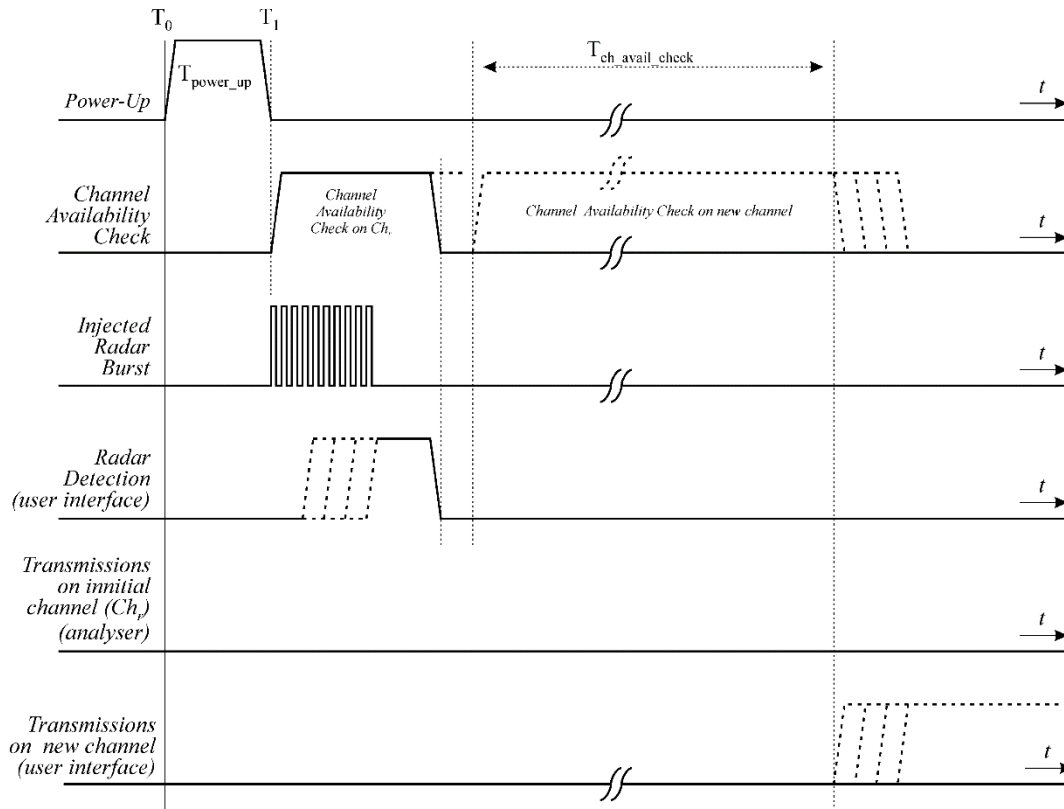 T0 T1
Tpower_up
Tch_avail_check
Power-Up
t
Channel
Availability
Check
Channel
Availability
Check on Chr
Channel Availability Check on new channel
t
Injected
Radar
Burst
t
Radar
Detection
(user interface)
t
Transmissions
on innitial
channel (Chr)
(analyser)
t
Transmissions
on new channel
(user interface)
t